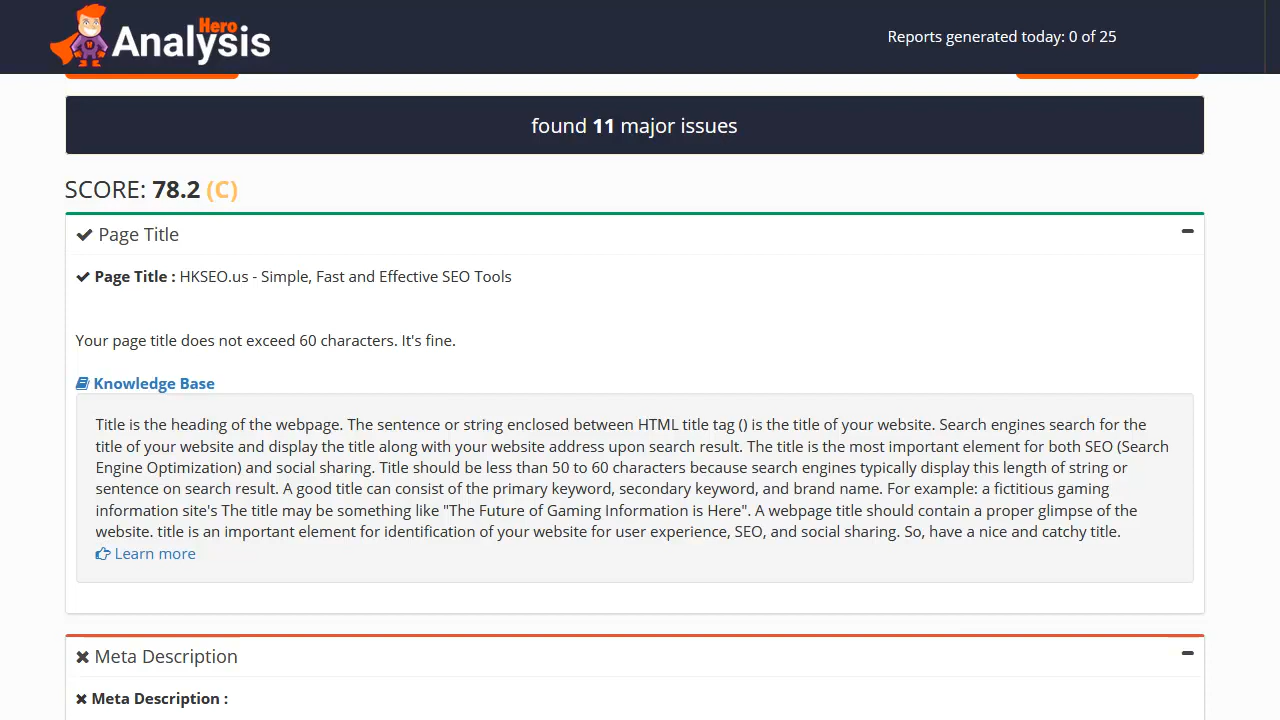 Hero
Analysis
Reports generated today: 0 of 25
found 11 major issues
SCORE: 78.2 (C)
Page Title
Page Title : HKSEO.us - Simple, Fast and Effective SEO Tools
Your page title does not exceed 60 characters. It's fine.
Knowledge Base
Title is the heading of the webpage. The sentence or string enclosed between HTML title tag () is the title of your website. Search engines search for the
title of your website and display the title along with your website address upon search result. The title is the most important element for both SEO (Search
Engine Optimization) and social sharing. Title should be less than 50 to 60 characters because search engines typically display this length of string or
sentence on search result. A good title can consist of the primary keyword, secondary keyword, and brand name. For example: a fictitious gaming
information site's The title may be something like "The Future of Gaming Information is Here". A webpage title should contain a proper glimpse of the
website. title is an important element for identification of your website for user experience, SEO, and social sharing. So, have a nice and catchy title.
Learn more
Meta Description
Meta Description :